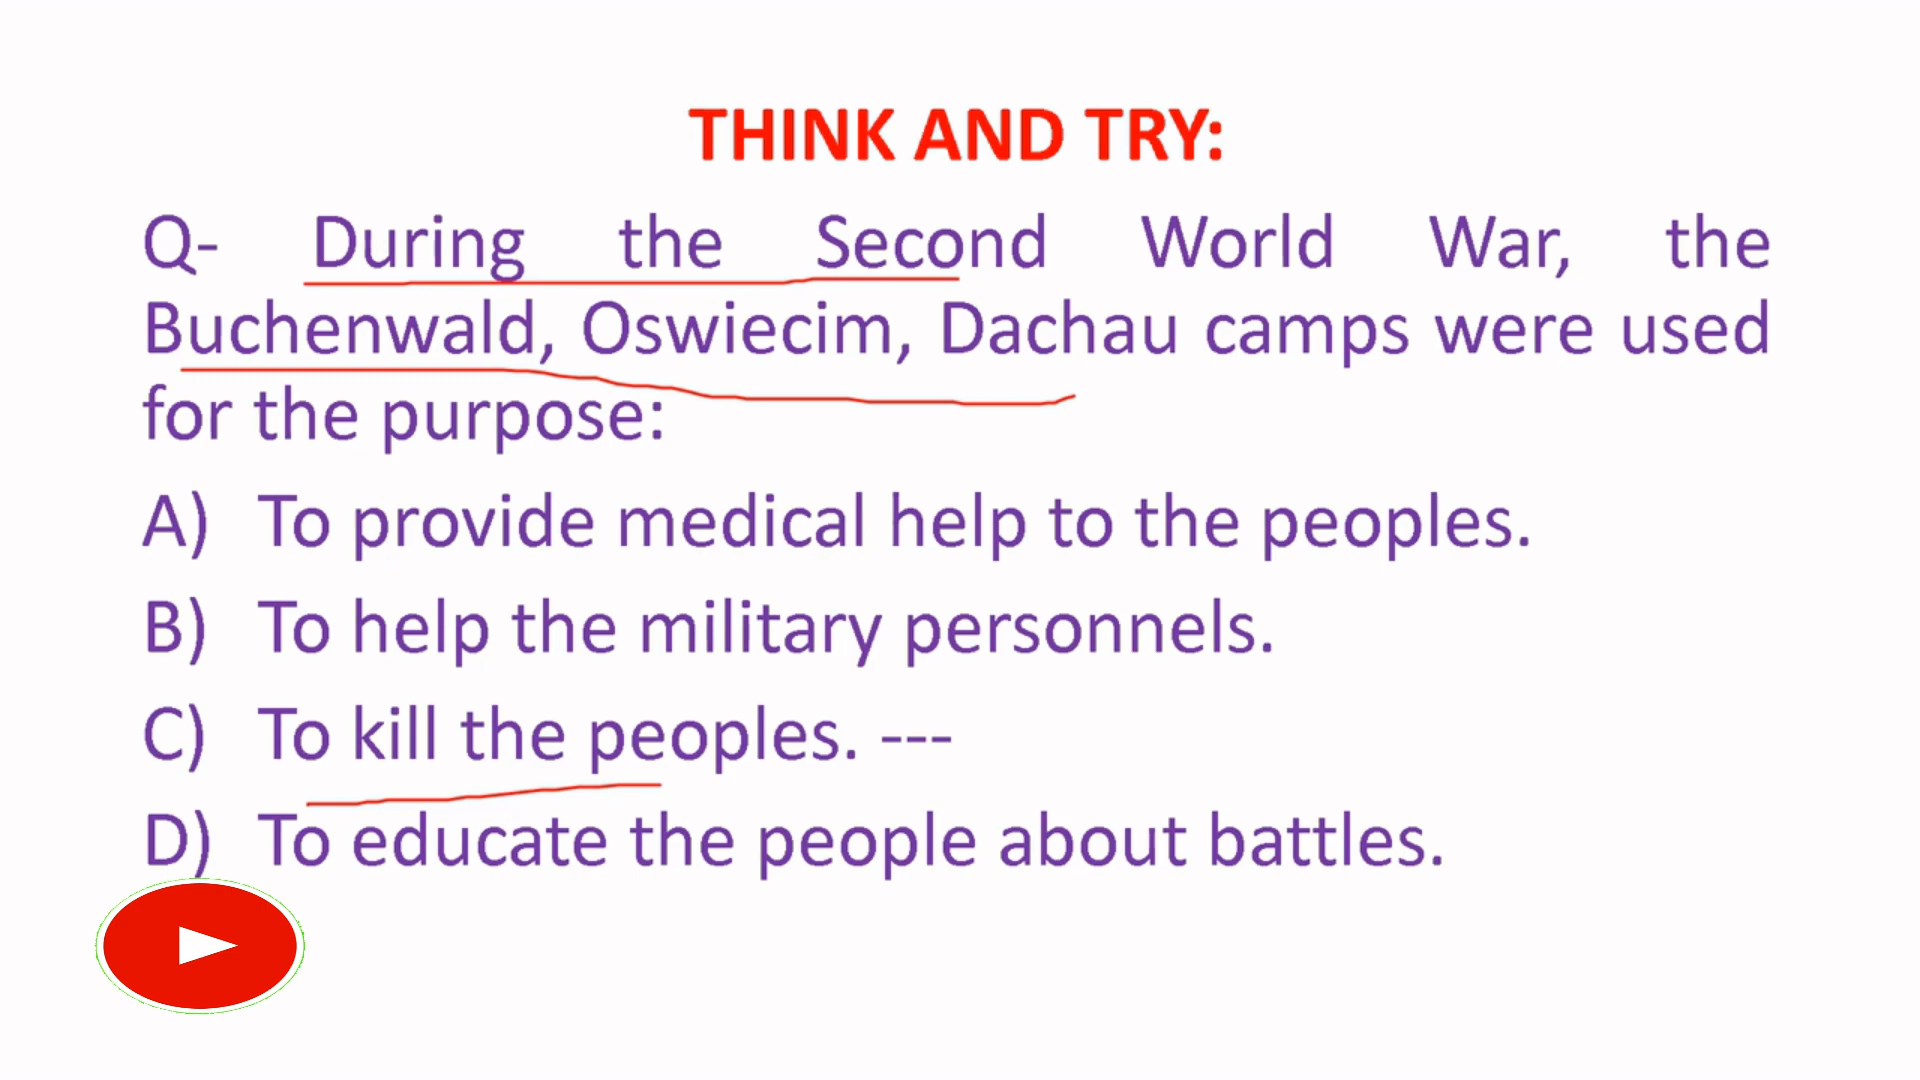 THINK AND TRY:
Q- During the Second World War, the
Buchenwald, Oswiecim, Dachau camps were used
for the purpose:
A) To provide medical help to the peoples.
B) To help the military personnels.
C) To kill the peoples. ---
D) To educate the people about battles.